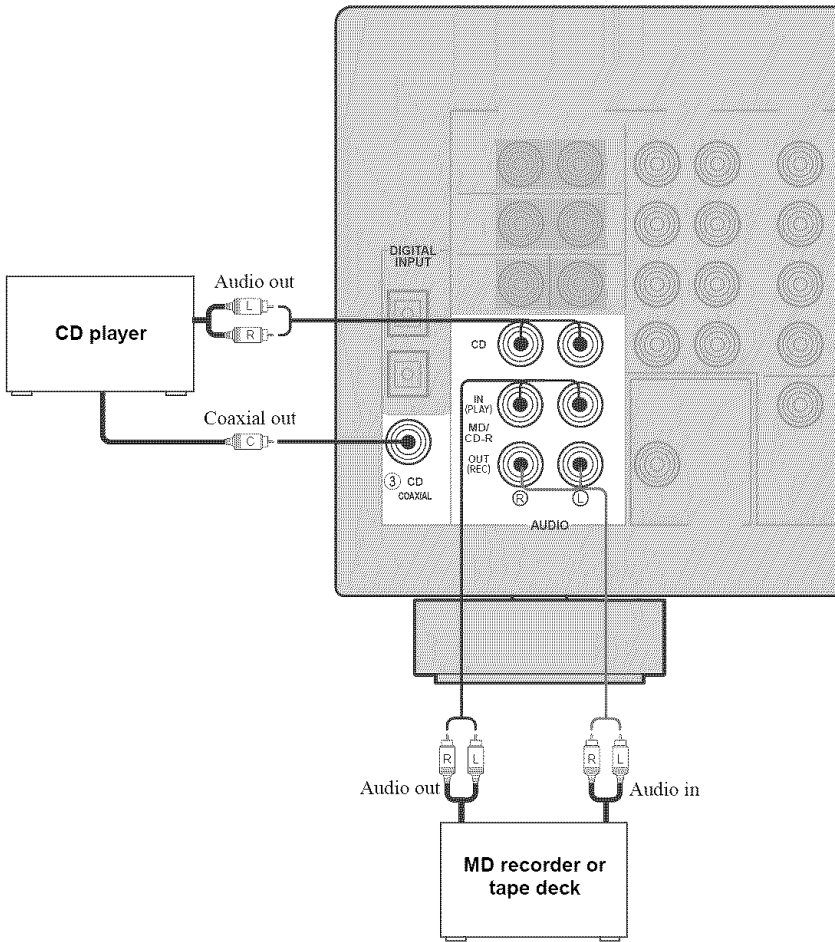 DIGITAL
INPUT
Audio out
L
R
CD player
CD
IN
(PLAY)
MD/
CD-R
OUT
(REC)
Coaxial out
C
3 CD
COAXIAL
R
L
AUDIO
R
L
R
L
Audio out
Audio in
MD recorder or
tape deck